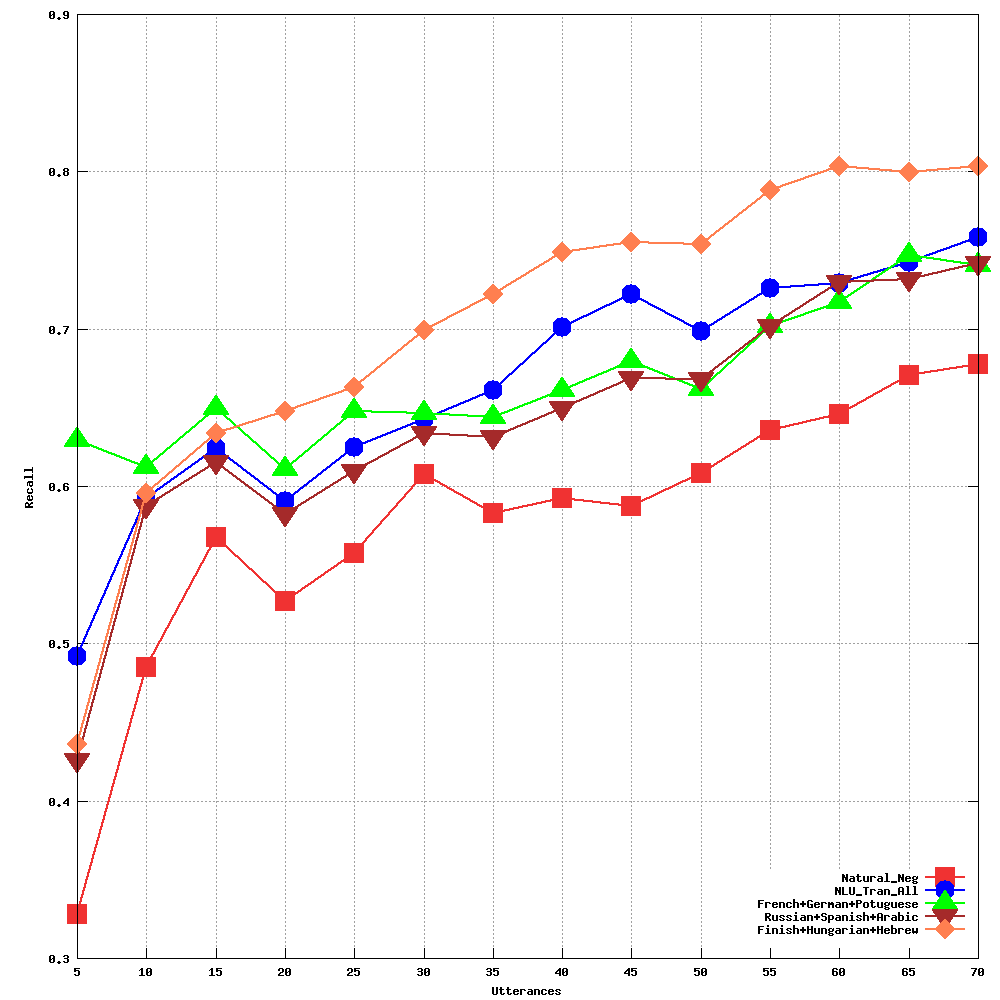 0.9
0.8
0.7
0.6
0.5
0.4
0.3
Recall
5 10 15 20 25 30 35 40 45 50 55 60 65 70
Utterances
Natural_Neg
NLU_Tran_All
French+German+Potuguese
Russian+Spanish+Arabic
Finish+Hungarian+Hebrew